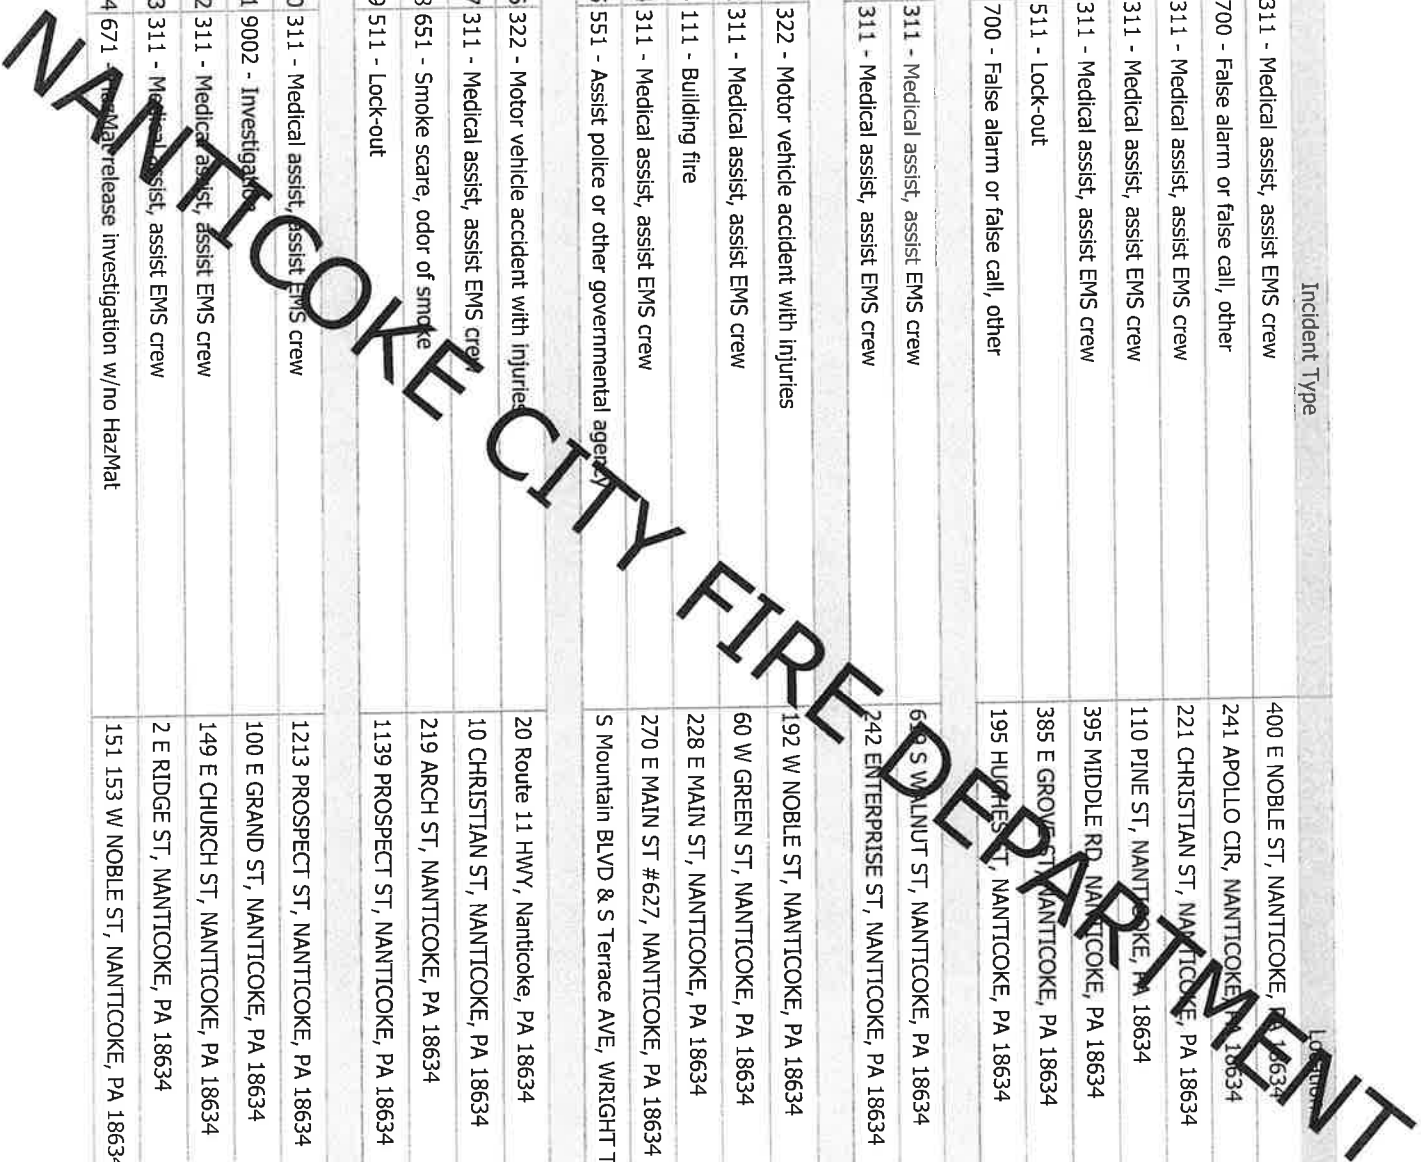 Incident Type Location
311 - Medical assist, assist EMS crew 400 E NOBLE ST, NANTICOKE, PA 18634
700 - False alarm or false call, other 241 APOLLO CIR, NANTICOKE, PA 18634
311 - Medical assist, assist EMS crew 221 CHRISTIAN ST, NANTICOKE, PA 18634
311 - Medical assist, assist EMS crew 110 PINE ST, NANTICOKE, PA 18634
311 - Medical assist, assist EMS crew 395 MIDDLE RD, NANTICOKE, PA 18634
511 - Lock-out 385 E GROVE ST, NANTICOKE, PA 18634
700 - False alarm or false call, other 195 HUGHES ST, NANTICOKE, PA 18634
311 - Medical assist, assist EMS crew S WALNUT ST, NANTICOKE, PA 18634
311 - Medical assist, assist EMS crew 242 ENTERPRISE ST, NANTICOKE, PA 18634
322 - Motor vehicle accident with injuries 192 W NOBLE ST, NANTICOKE, PA 18634
311 - Medical assist, assist EMS crew 60 W GREEN ST, NANTICOKE, PA 18634
111 - Building fire 228 E MAIN ST, NANTICOKE, PA 18634
311 - Medical assist, assist EMS crew 270 E MAIN ST #627, NANTICOKE, PA 18634
551 - Assist police or other governmental agency S Mountain BLVD & S Terrace AVE, WRIGHT T
322 - Motor vehicle accident with injuries 20 Route 11 HWY, Nanticoke, PA 18634
7 311 - Medical assist, assist EMS crew 10 CHRISTIAN ST, NANTICOKE, PA 18634
651 - Smoke scare, odor of smoke 219 ARCH ST, NANTICOKE, PA 18634
9 511 - Lock-out 1139 PROSPECT ST, NANTICOKE, PA 18634
0 311 - Medical assist, assist EMS crew 1213 PROSPECT ST, NANTICOKE, PA 18634
1 9002 - Investigation 100 E GRAND ST, NANTICOKE, PA 18634
2 311 - Medical assist, assist EMS crew 149 E CHURCH ST, NANTICOKE, PA 18634
3 311 - Medical assist, assist EMS crew 2 E RIDGE ST, NANTICOKE, PA 18634
4 671 - HazMat release investigation w/no HazMat 151 153 W NOBLE ST, NANTICOKE, PA 18634
NANTICOKE CITY FIRE DEPARTMENT